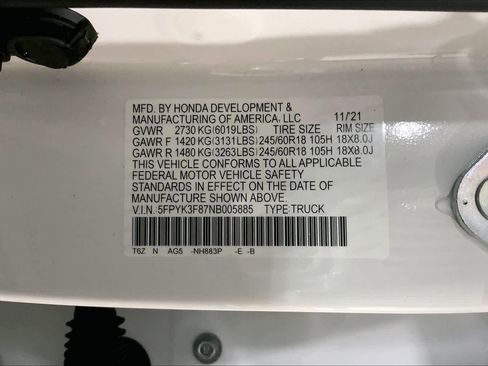 MFD. BY HONDA DEVELOPMENT &
MANUFACTURING OF AMERICA, LLC 11/'21
GVWR 2730 KG(6019LBS) TIRE SIZE RIM SIZE
GAWR F 1420 KG(3131LBS) 245/60R18 105H 18X8.0J
GAWR R 1480 KG(3263LBS) 245/60R18 105H 18X8.0J
THIS VEHICLE CONFORMS TO ALL APPLICABLE
FEDERAL MOTOR VEHICLE SAFETY
STANDARDS IN EFFECT ON THE DATE OF
MANUFACTURE SHOWN ABOVE.
V.I.N. 5FPYK3F87NB005885 TYPE:TRUCK
T6Z N AG5 -NH883P -E -B